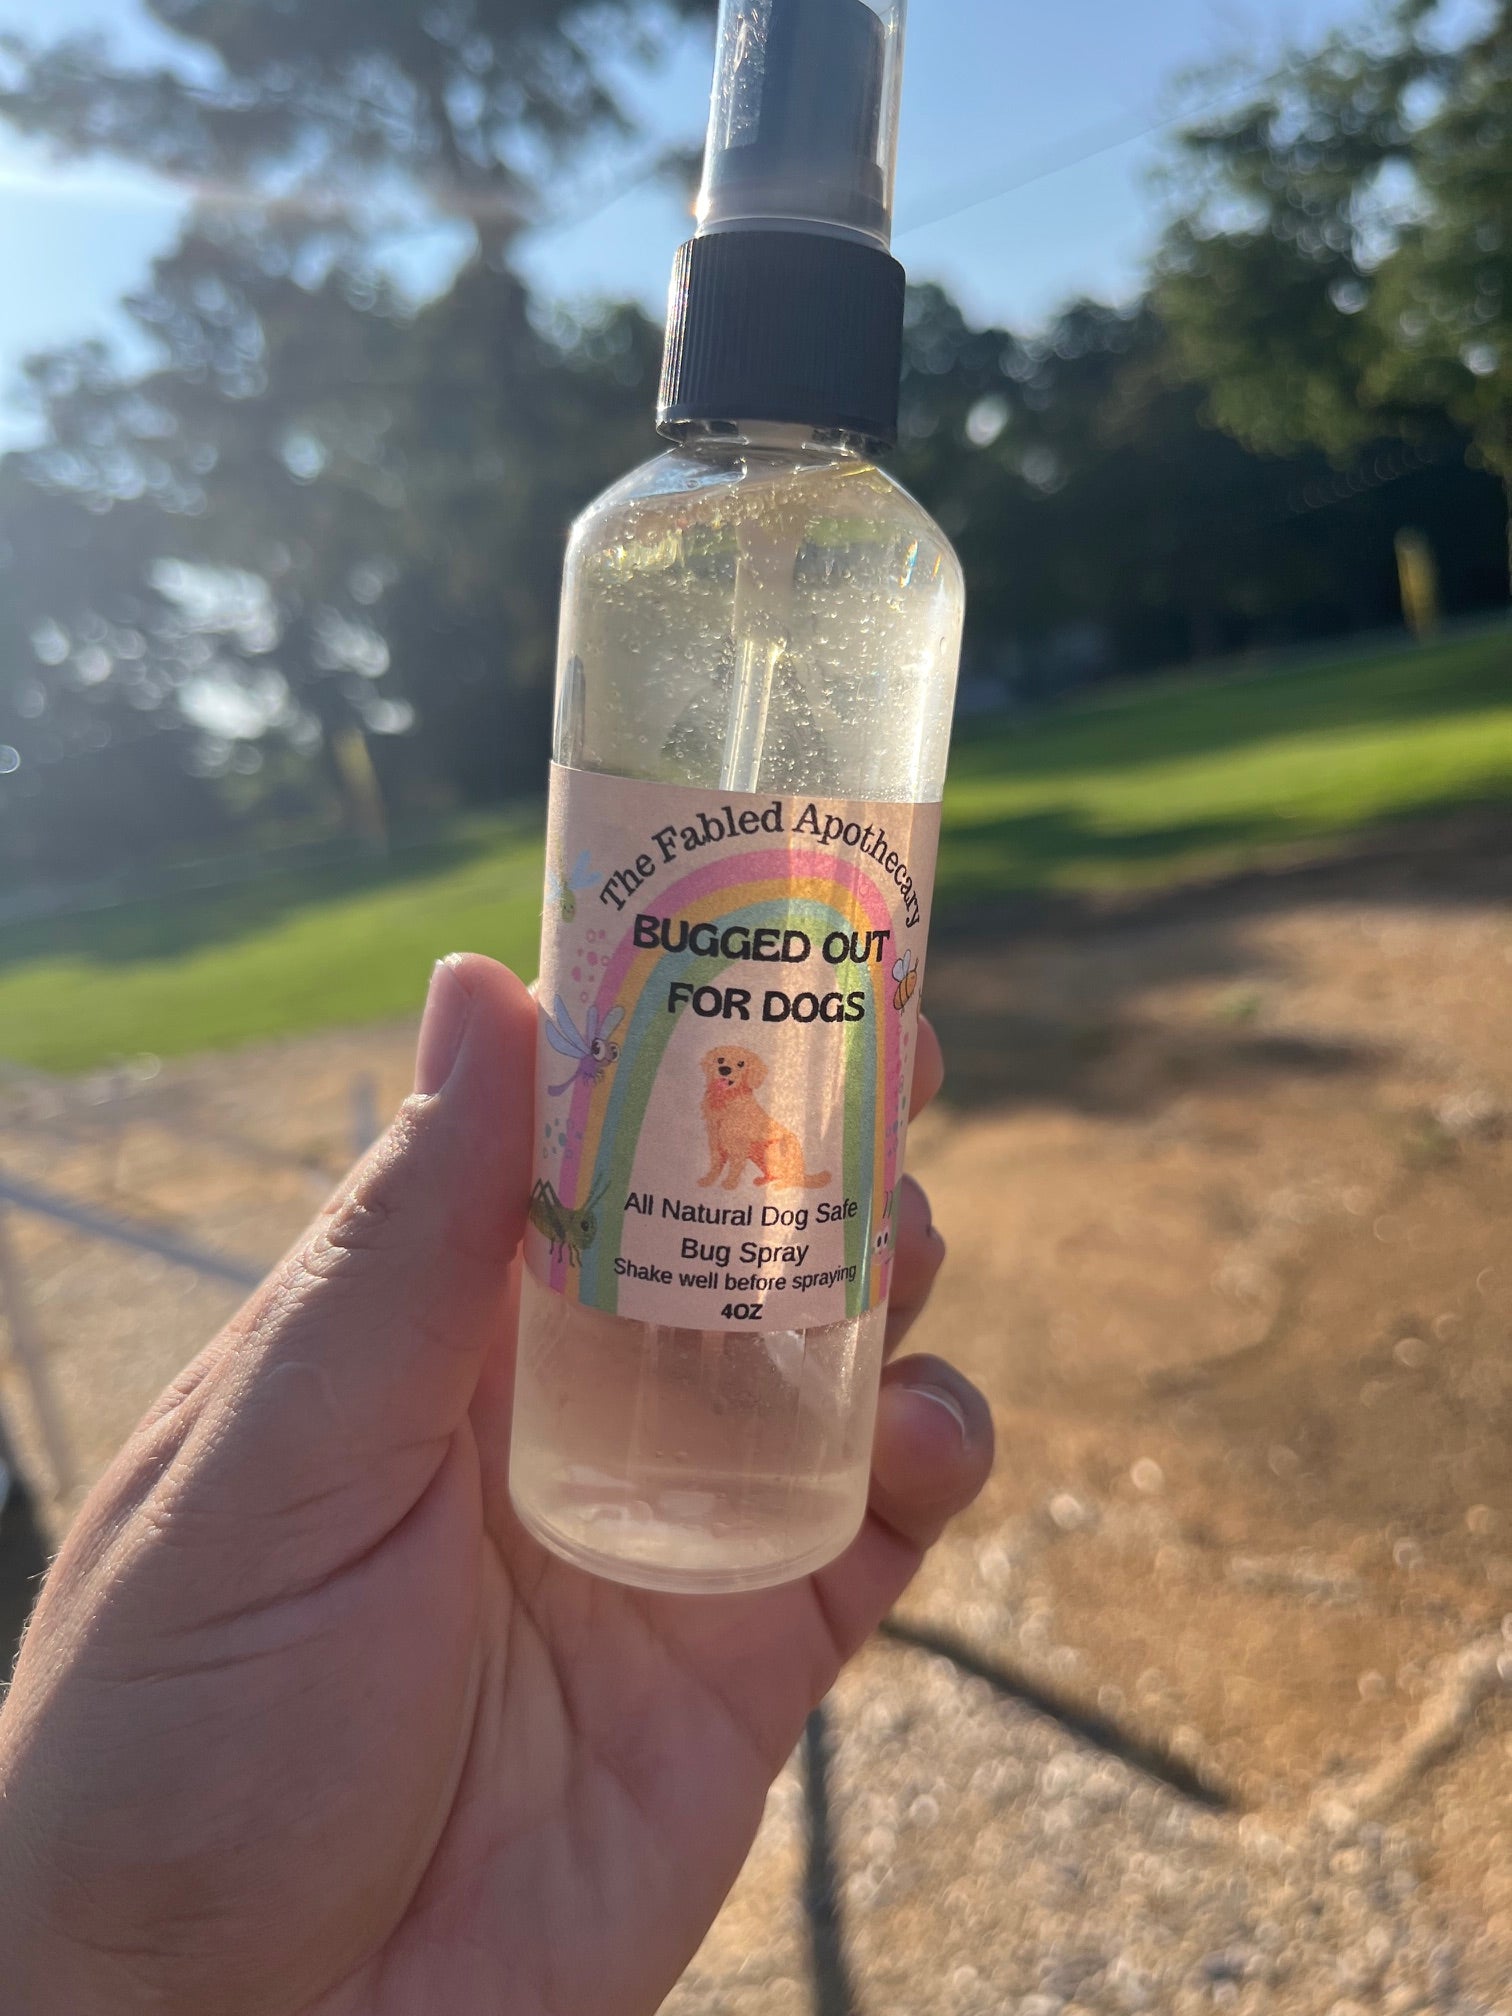 The Fabled Apothecary
BUGGED OUT
FOR DOGS
All Natural Dog Safe
Bug Spray
Shake well before spraying
4OZ